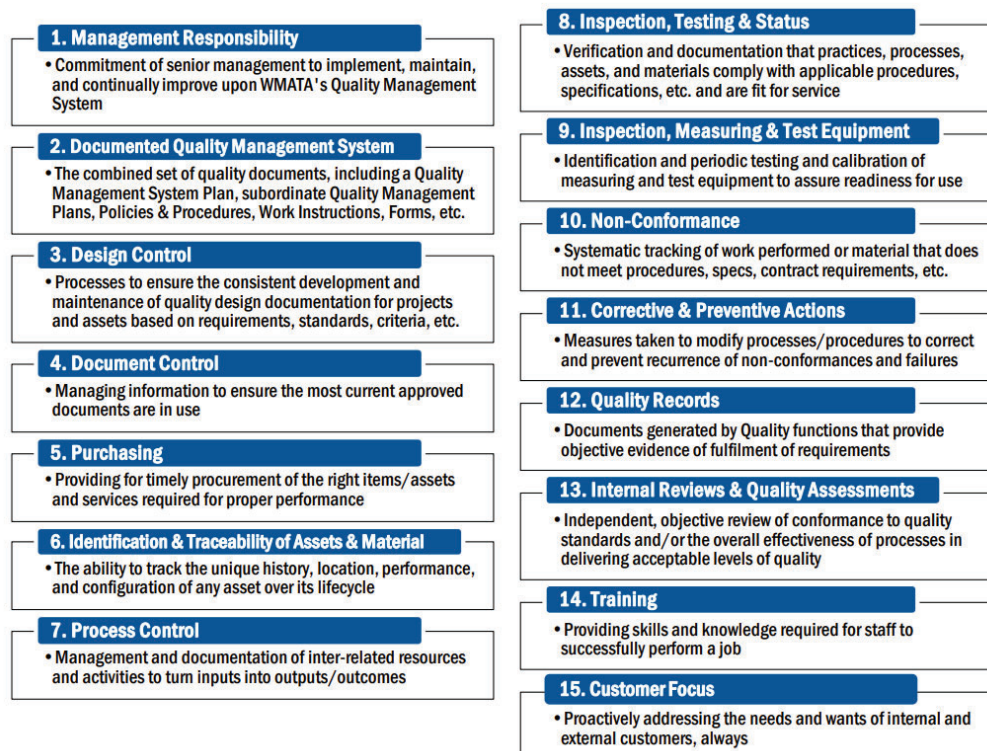 1. Management Responsibility
• Commitment of senior management to implement, maintain,
and continually improve upon WMATA's Quality Management
System
2. Documented Quality Management System
• The combined set of quality documents, including a Quality
Management System Plan, subordinate Quality Management
Plans, Policies & Procedures, Work Instructions, Forms, etc.
3. Design Control
• Processes to ensure the consistent development and
maintenance of quality design documentation for projects
and assets based on requirements, standards, criteria, etc.
4. Document Control
• Managing information to ensure the most current approved
documents are in use
5. Purchasing
• Providing for timely procurement of the right items/assets
and services required for proper performance
6. Identification & Traceability of Assets & Material
• The ability to track the unique history, location, performance,
and configuration of any asset over its lifecycle
7. Process Control
• Management and documentation of inter-related resources
and activities to turn inputs into outputs/outcomes
8. Inspection, Testing & Status
• Verification and documentation that practices, processes,
assets, and materials comply with applicable procedures,
specifications, etc. and are fit for service
9. Inspection, Measuring & Test Equipment
• Identification and periodic testing and calibration of
measuring and test equipment to assure readiness for use
10. Non-Conformance
• Systematic tracking of work performed or material that does
not meet procedures, specs, contract requirements, etc.
11. Corrective & Preventive Actions
• Measures taken to modify processes/procedures to correct
and prevent recurrence of non-conformances and failures
12. Quality Records
• Documents generated by Quality functions that provide
objective evidence of fulfilment of requirements
13. Internal Reviews & Quality Assessments
• Independent, objective review of conformance to quality
standards and/or the overall effectiveness of processes in
delivering acceptable levels of quality
14. Training
• Providing skills and knowledge required for staff to
successfully perform a job
15. Customer Focus
• Proactively addressing the needs and wants of internal and
external customers, always